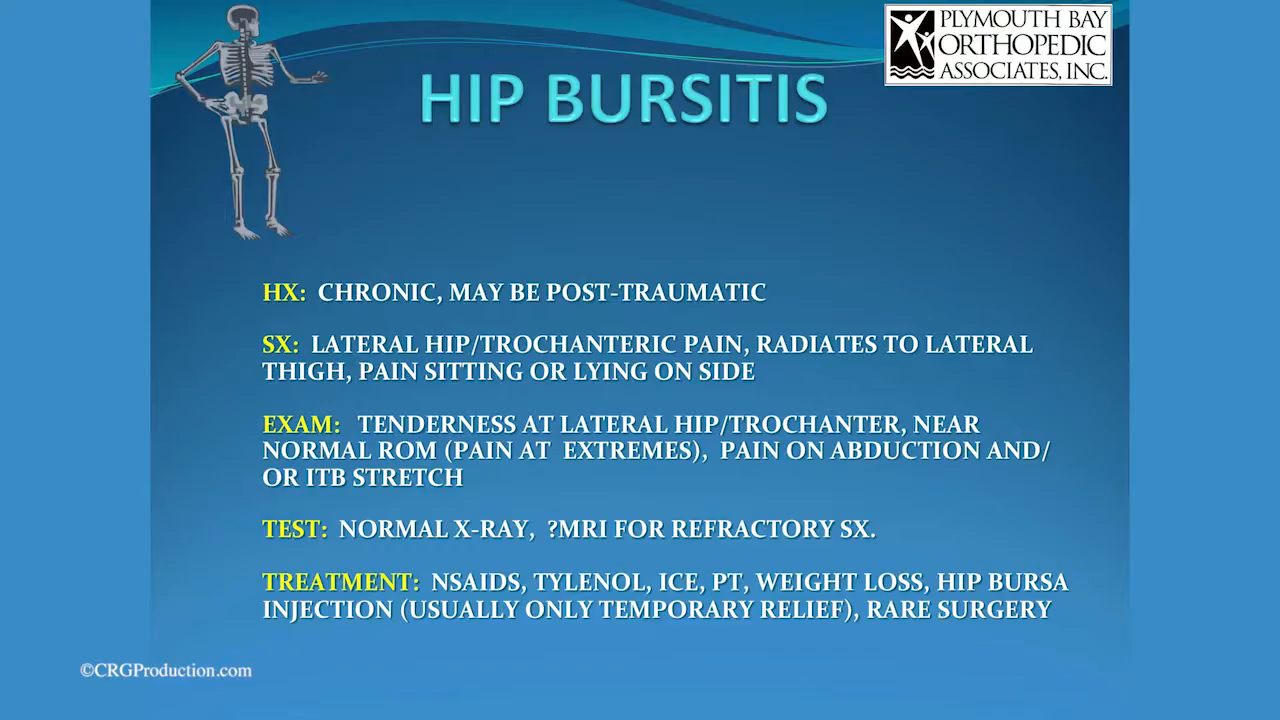 PLYMOUTH BAY
ORTHOPEDIC
ASSOCIATES, INC.
HIP BURSITIS
HX: CHRONIC, MAY BE POST-TRAUMATIC
SX: LATERAL HIP/TROCHANTERIC PAIN, RADIATES TO LATERAL
THIGH, PAIN SITTING OR LYING ON SIDE
EXAM: TENDERNESS AT LATERAL HIP/TROCHANTER, NEAR
NORMAL ROM (PAIN AT EXTREMES), PAIN ON ABDUCTION AND/
OR ITB STRETCH
TEST: NORMAL X-RAY, ?MRI FOR REFRACTORY SX.
TREATMENT: NSAIDS, TYLENOL, ICE, PT, WEIGHT LOSS, HIP BURSA
INJECTION (USUALLY ONLY TEMPORARY RELIEF), RARE SURGERY
©CRGProduction.com